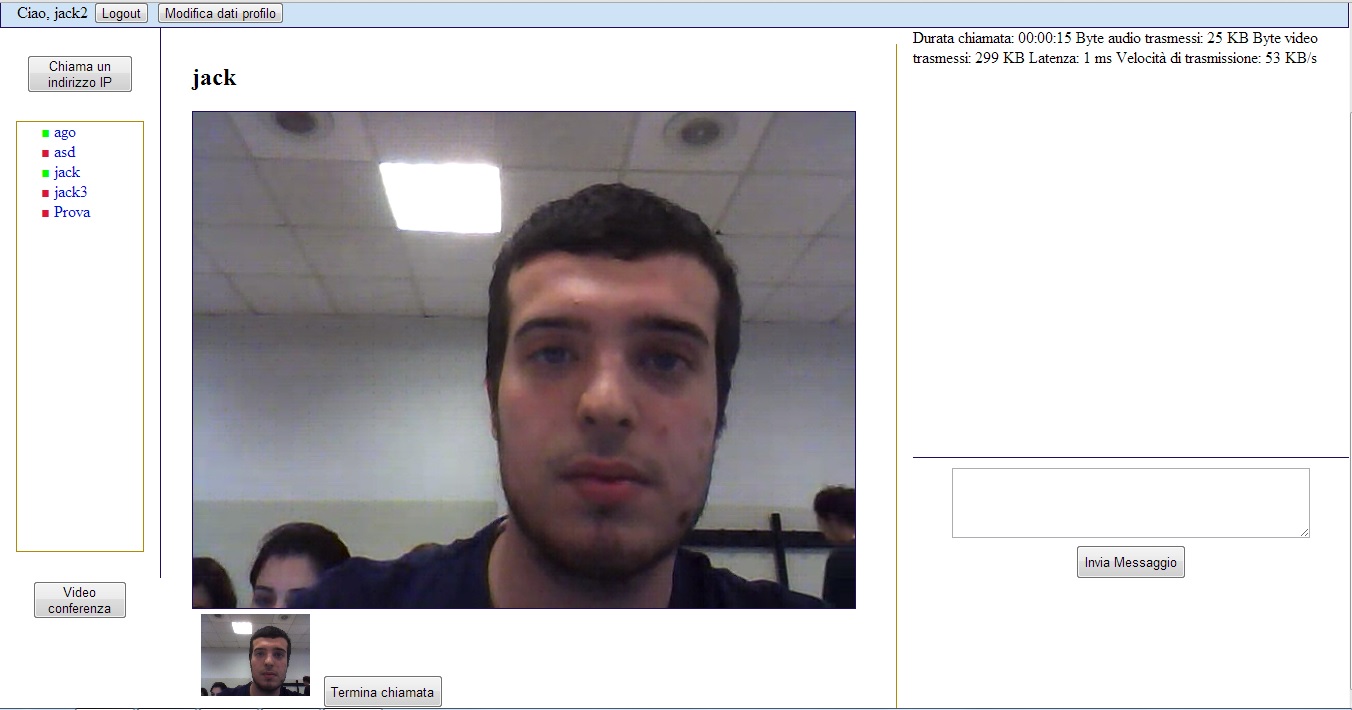 Ciao, jack2 Logout Modifica dati profilo
Chiama un
indirizzo IP
ago
asd
jack
jack3
Prova
Video
conferenza
jack
Termina chiamata
Durata chiamata: 00:00:15 Byte audio trasmessi: 25 KB Byte video
trasmessi: 299 KB Latenza: 1 ms Velocità di trasmissione: 53 KB/s
Invia Messaggio